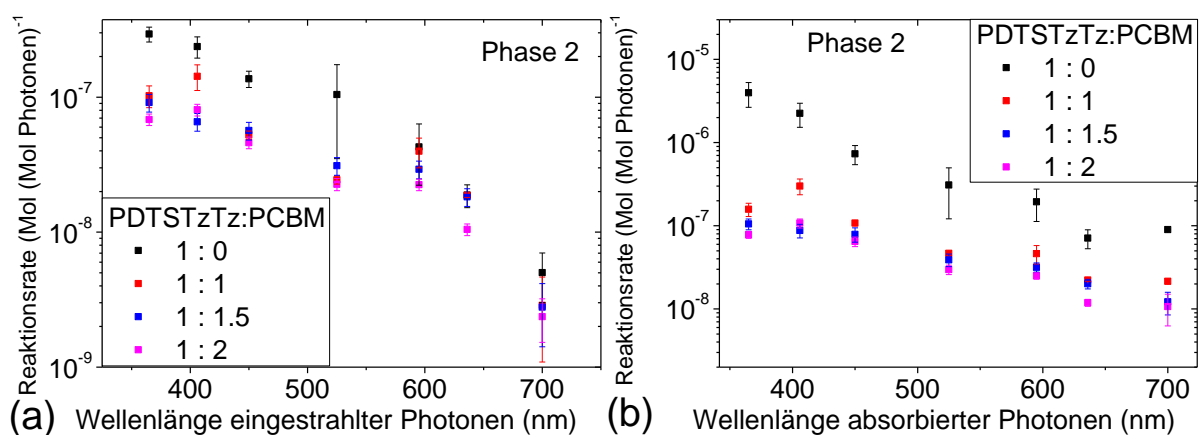 Reaktionsrate (Mol (Mol Photonen)⁻¹
10⁻⁷
10⁻⁸
10⁻⁹
Phase 2
PDTSTzTz:PCBM
1 : 0
1 : 1
1 : 1.5
1 : 2
400 500 600 700
(a) Wellenlänge eingestrahlter Photonen (nm)
Reaktionsrate (Mol (Mol Photonen)⁻¹
10⁻⁵
10⁻⁶
10⁻⁷
10⁻⁸
Phase 2
PDTSTzTz:PCBM
1 : 0
1 : 1
1 : 1.5
1 : 2
400 500 600 700
(b) Wellenlänge absorbierter Photonen (nm)